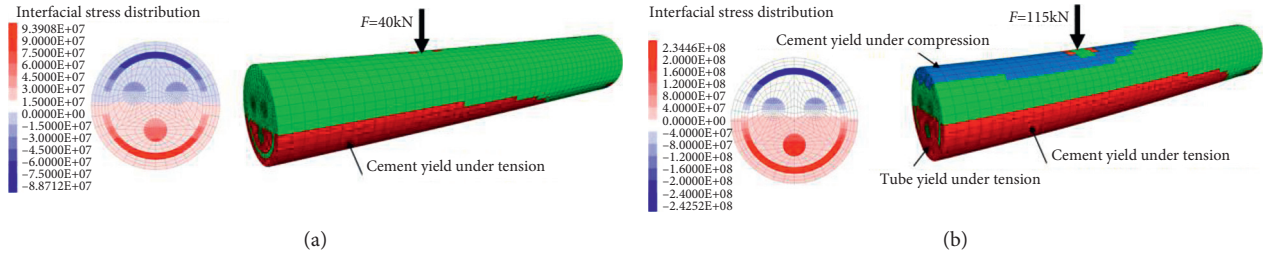 Interfacial stress distribution
9.3908E+07
9.0000E+07
7.5000E+07
6.0000E+07
4.5000E+07
3.0000E+07
1.5000E+07
0.0000E+00
−1.5000E+07
−3.0000E+07
−4.5000E+07
−6.0000E+07
−7.5000E+07
−8.8712E+07
F=40kN
Cement yield under tension
(a)
Interfacial stress distribution
2.3446E+08
2.0000E+08
1.6000E+08
1.2000E+08
8.0000E+07
4.0000E+07
0.0000E+00
−4.0000E+07
−8.0000E+07
−1.2000E+08
−1.6000E+08
−2.0000E+08
−2.4000E+08
−2.4252E+08
F=115kN
Cement yield under compression
Cement yield under tension
Tube yield under tension
(b)